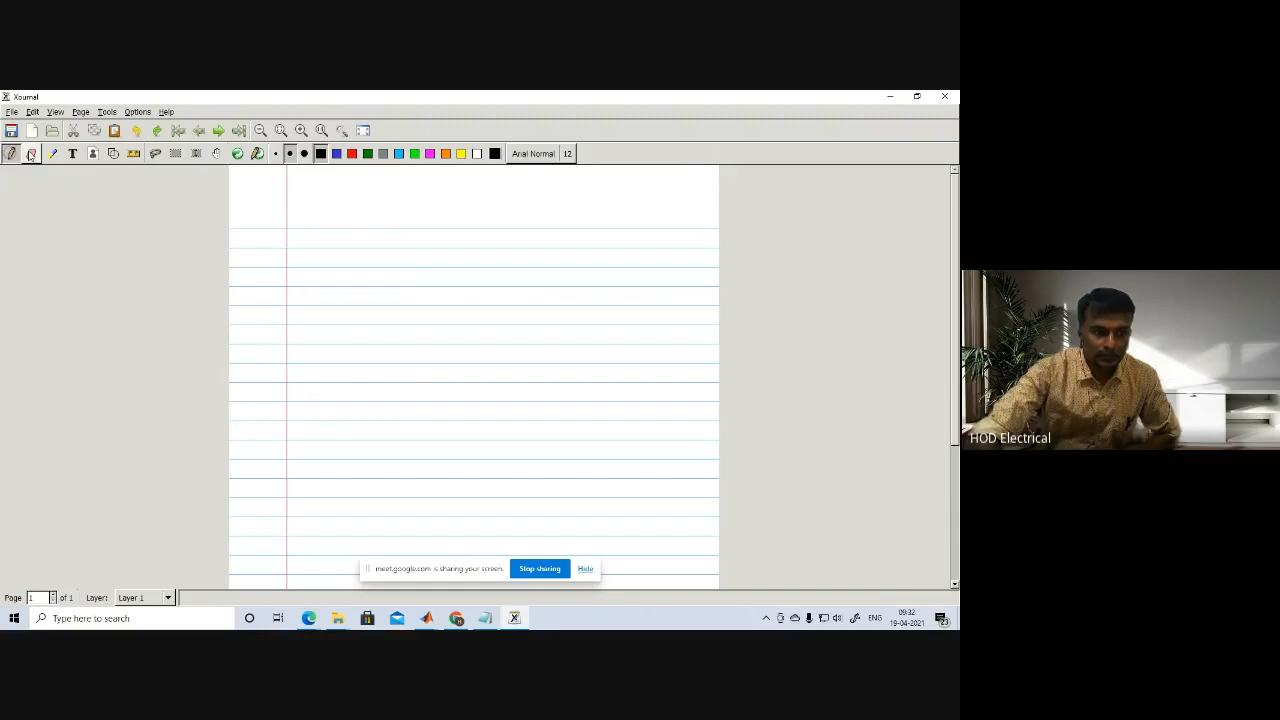 Xournal
File Edit View Page Tools Options Help
T Arial Normal 12
HOD Electrical
meet.google.com is sharing your screen. Stop sharing Hide
Page 1 of 1 Layer: Layer 1
Type here to search
ENG
09:32
19-04-2021
23